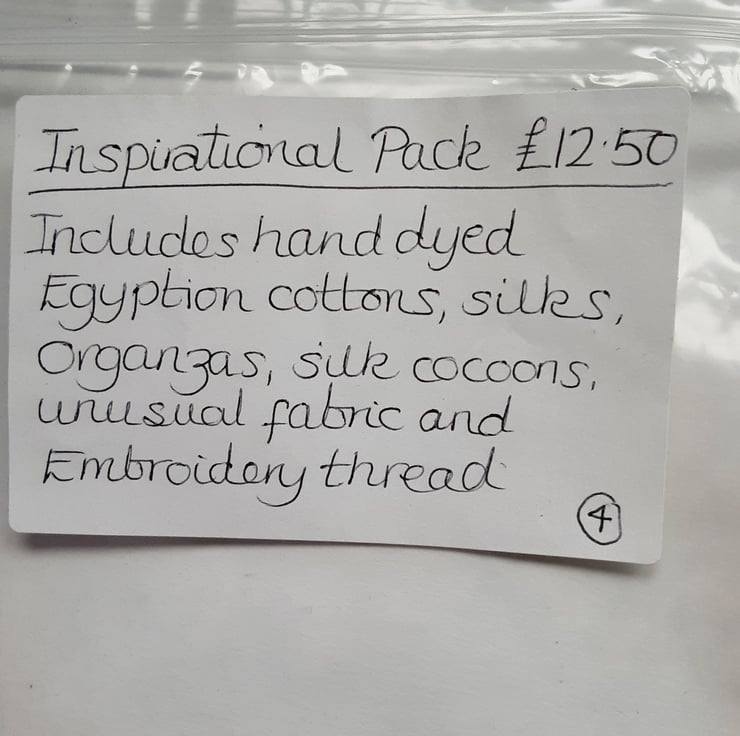 Inspirational Pack £12·50
Includes hand dyed
Egyption cottons, silks,
Organzas, silk cocoons,
unusual fabric and
Embroidery thread
4